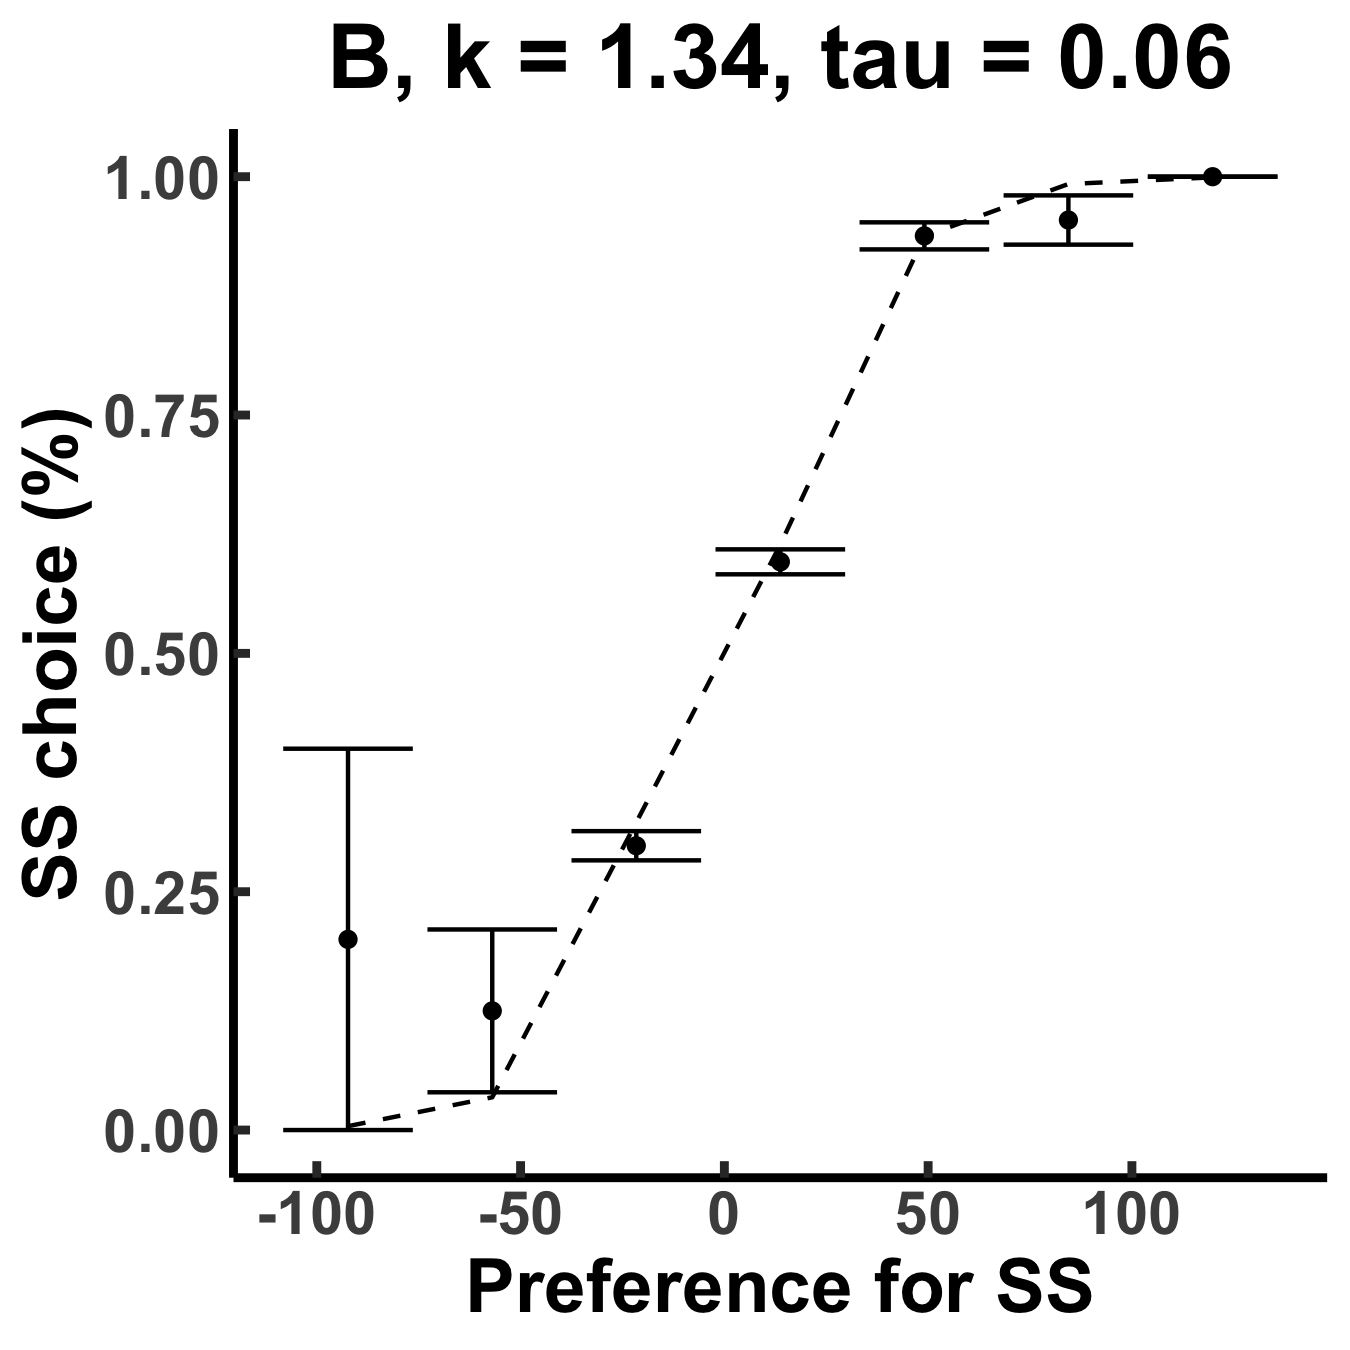 B, k = 1.34, tau = 0.06
1.00
0.75
0.50
0.25
0.00
SS choice (%)
-100 -50 0 50 100
Preference for SS